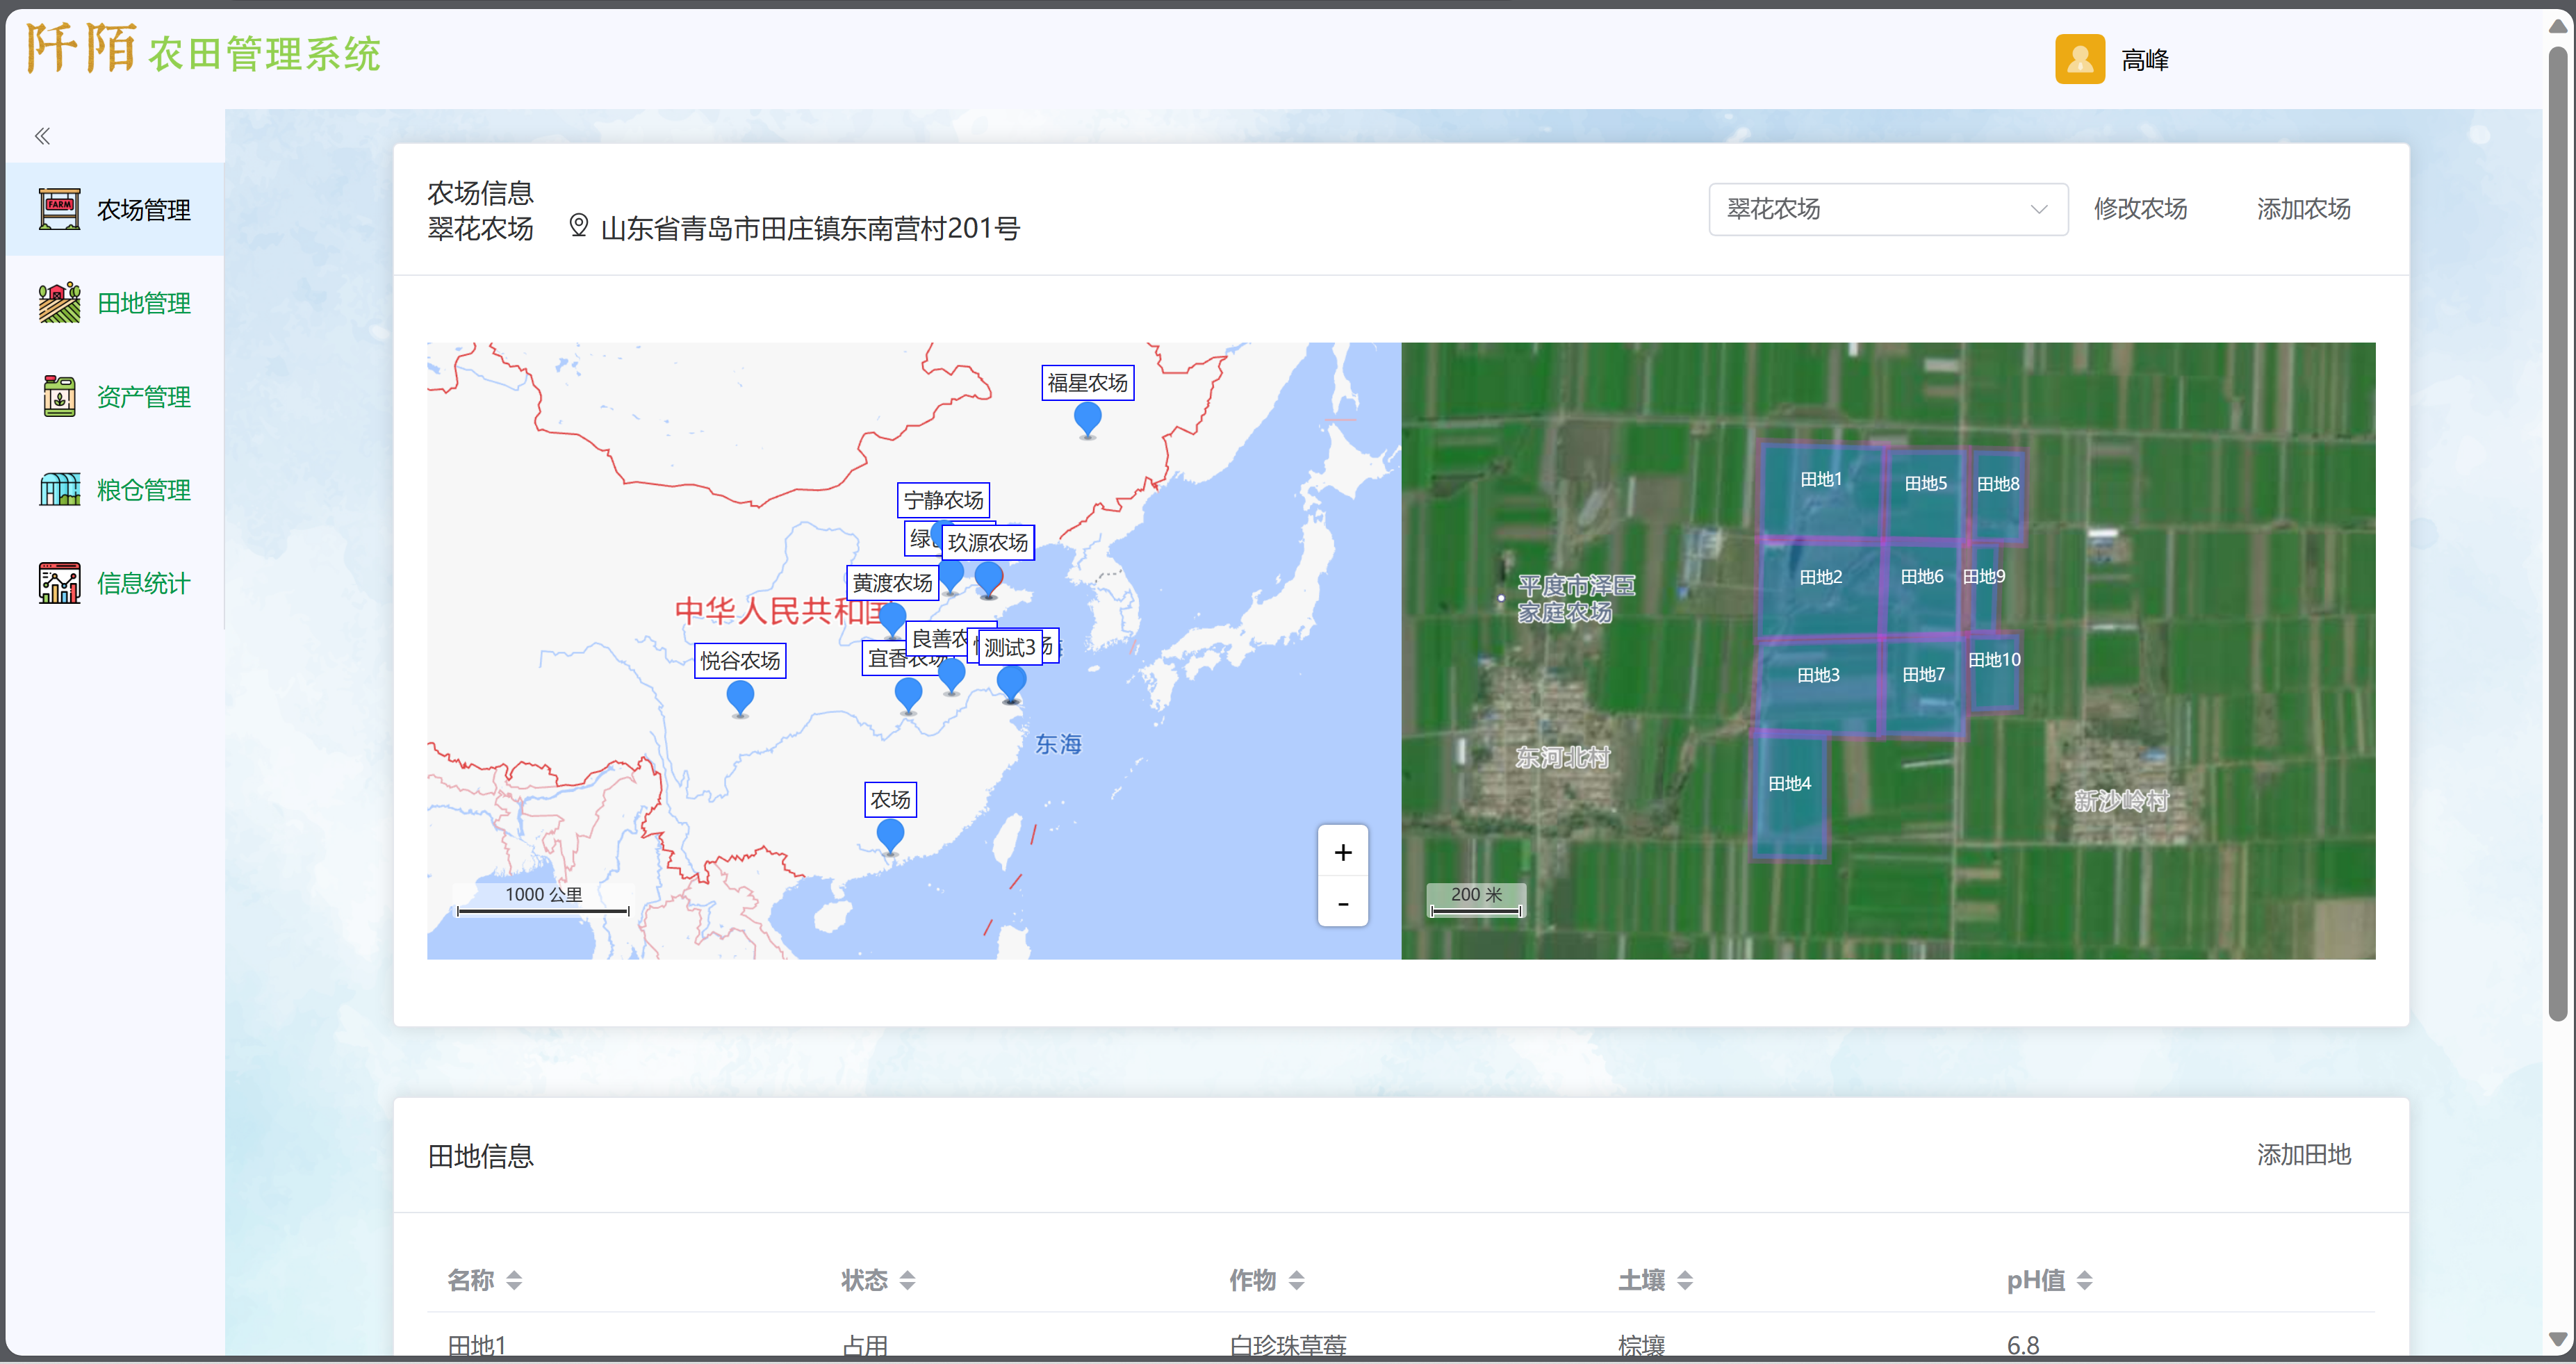 阡陌 农田管理系统
高峰
农场管理
田地管理
资产管理
粮仓管理
信息统计
农场信息
翠花农场 山东省青岛市田庄镇东南营村201号
翠花农场
修改农场
添加农场
福星农场
宁静农场
绿
玖源农场
黄渡农场
中华人民共和国
良善农
测试3
场
宜香农场
悦谷农场
东海
农场
1000 公里
+
-
田地1
田地5
田地8
田地2
田地6
田地9
平度市泽臣
家庭农场
田地3
田地7
田地10
东河北村
田地4
新沙岭村
200 米
田地信息
添加田地
名称 状态 作物 土壤 pH值
田地1 占用 白珍珠草莓 棕壤 6.8